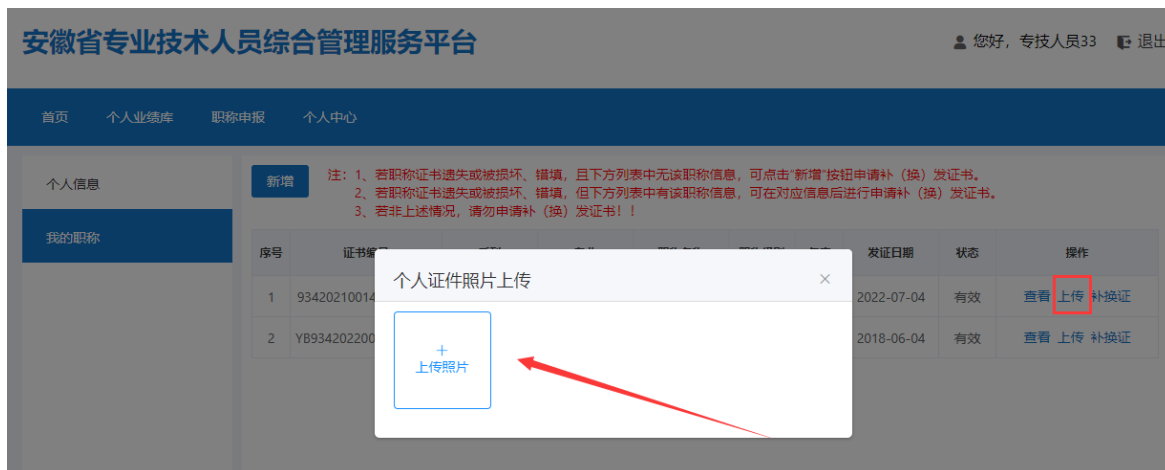 安徽省专业技术人员综合管理服务平台
您好，专技人员33 退出
首页 个人业绩库 职称申报 个人中心
个人信息
我的职称
新增
注：1、若职称证书遗失或被损坏、错填，且下方列表中无该职称信息，可点击“新增”按钮申请补（换）发证书。
2、若职称证书遗失或被损坏、错填，但下方列表中有该职称信息，可在对应信息后进行申请补（换）发证书。
3、若非上述情况，请勿申请补（换）发证书！！
序号 证书编 发证日期 状态 操作
1 93420210014 2022-07-04 有效 查看 上传 补换证
2 YB934202200 2018-06-04 有效 查看 上传 补换证
个人证件照片上传 ×
+
上传照片